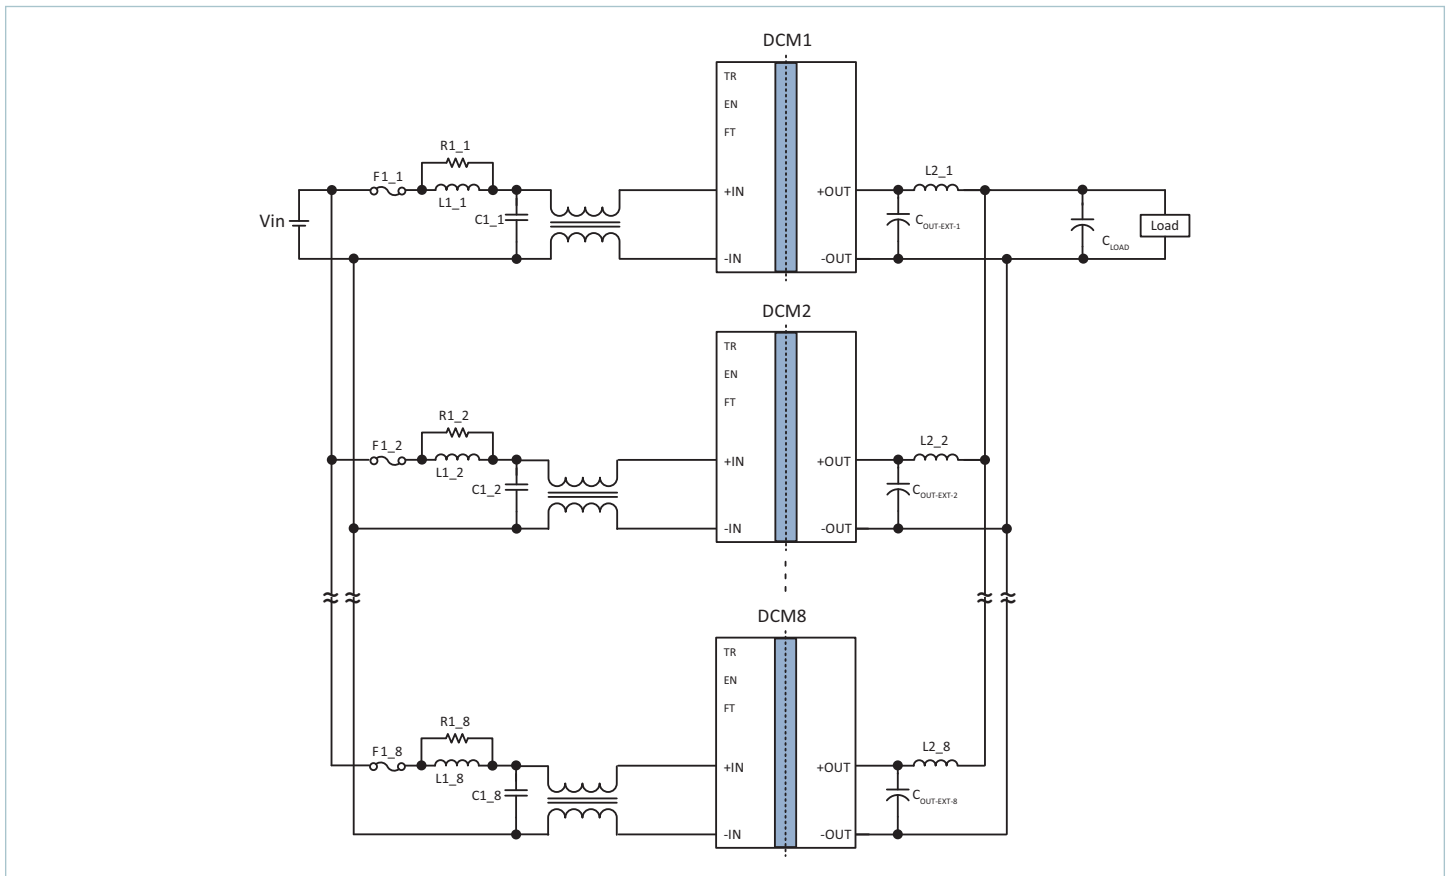 DCM1
TR
EN
FT
R1_1
F1_1
L1_1
C1_1
Vin
+IN
-IN
+OUT
-OUT
L2_1
COUT-EXT-1
CLOAD
Load
DCM2
TR
EN
FT
R1_2
F1_2
L1_2
C1_2
+IN
-IN
+OUT
-OUT
L2_2
COUT-EXT-2
DCM8
TR
EN
FT
R1_8
F1_8
L1_8
C1_8
+IN
-IN
+OUT
-OUT
L2_8
COUT-EXT-8